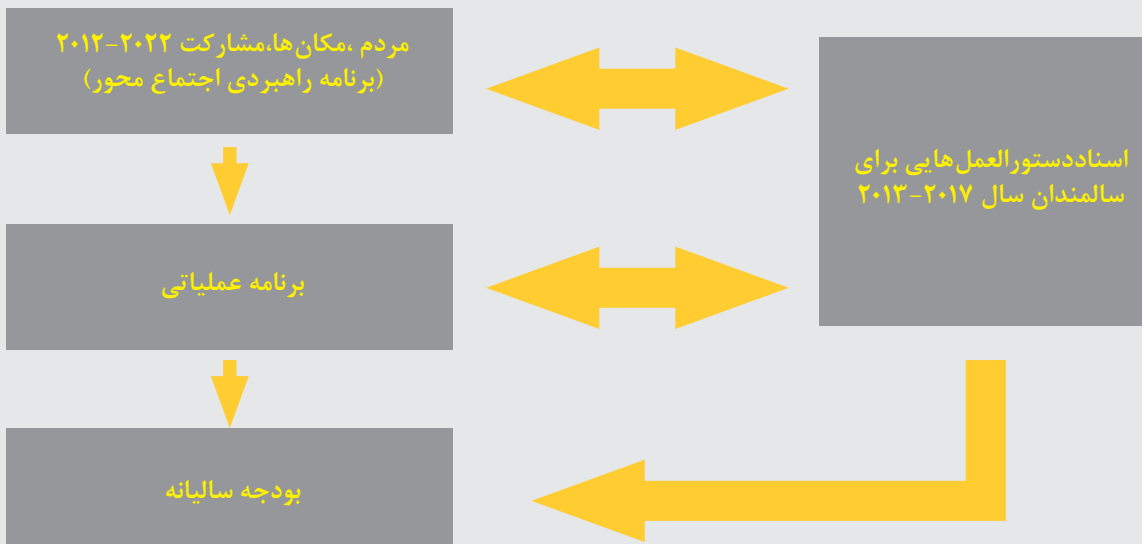 مردم ،مکان‌ها،مشارکت ۲۰۲۲-۲۰۱۲
(برنامه راهبردی اجتماع محور)
اسناددستورالعمل‌هایی برای
سالمندان سال ۲۰۱۷-۲۰۱۳
برنامه عملیاتی
بودجه سالیانه